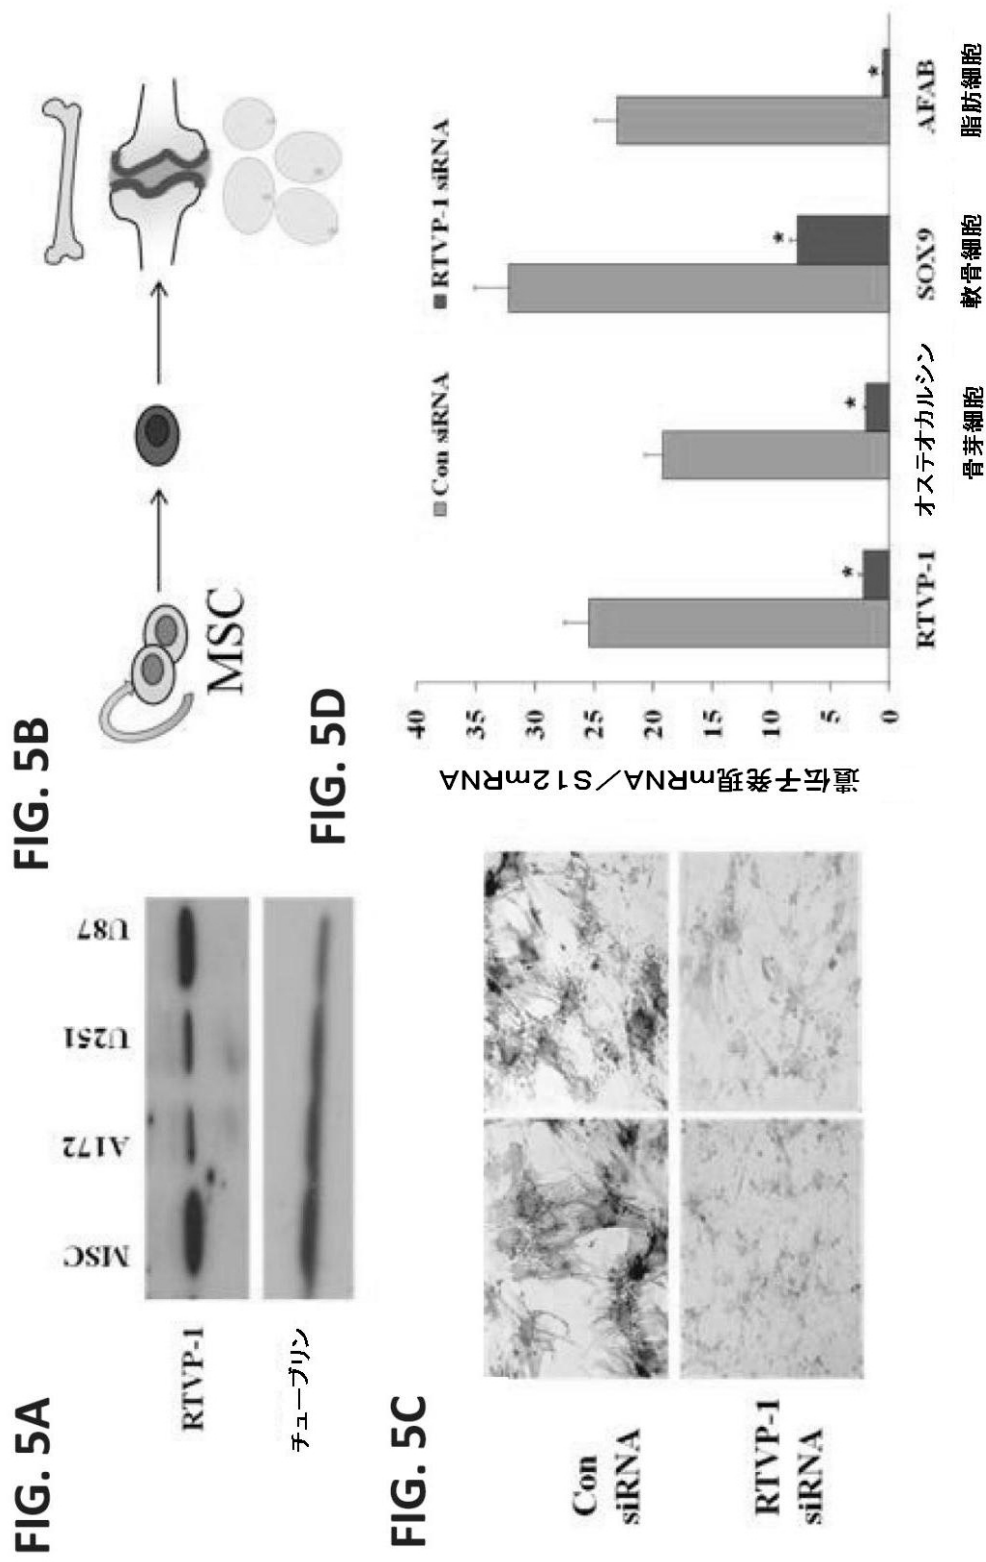 FIG. 5A
MSC
A172
U251
U87
RTVP-1
チューブリン
FIG. 5B
MSC
FIG. 5C
Con
siRNA
RTVP-1
siRNA
FIG. 5D
Con siRNA
RTVP-1 siRNA
遺伝子発現mRNA／S12mRNA
40
35
30
25
20
15
10
5
0
*
*
*
*
RTVP-1
オステオカルシン
SOX9
AFAB
骨芽細胞
軟骨細胞
脂肪細胞